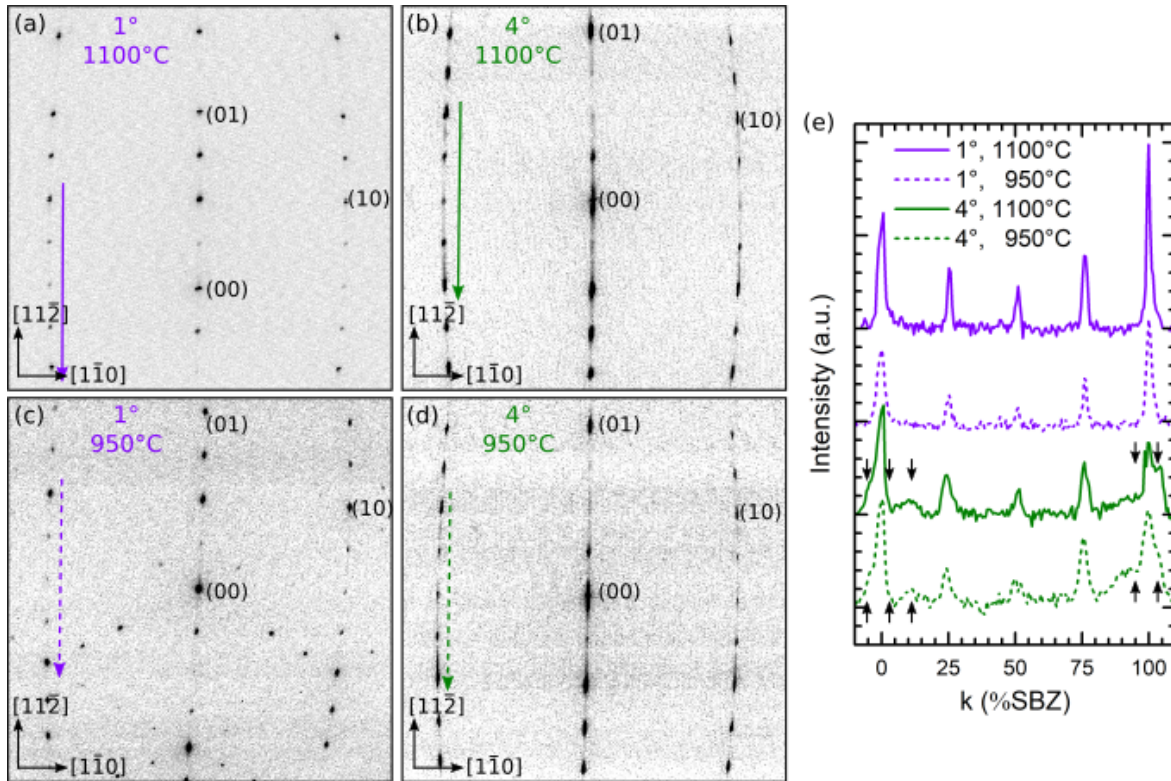 (a)
1°
1100°C
(01)
(10)
(00)
[112̄]
[11̄0]
(b)
4°
1100°C
(01)
(10)
(00)
[112̄]
[11̄0]
(c)
1°
950°C
(01)
(10)
(00)
[112̄]
[11̄0]
(d)
4°
950°C
(01)
(10)
(00)
[112̄]
[11̄0]
(e)
1°, 1100°C
1°, 950°C
4°, 1100°C
4°, 950°C
Intensisty (a.u.)
0 25 50 75 100
k (%SBZ)